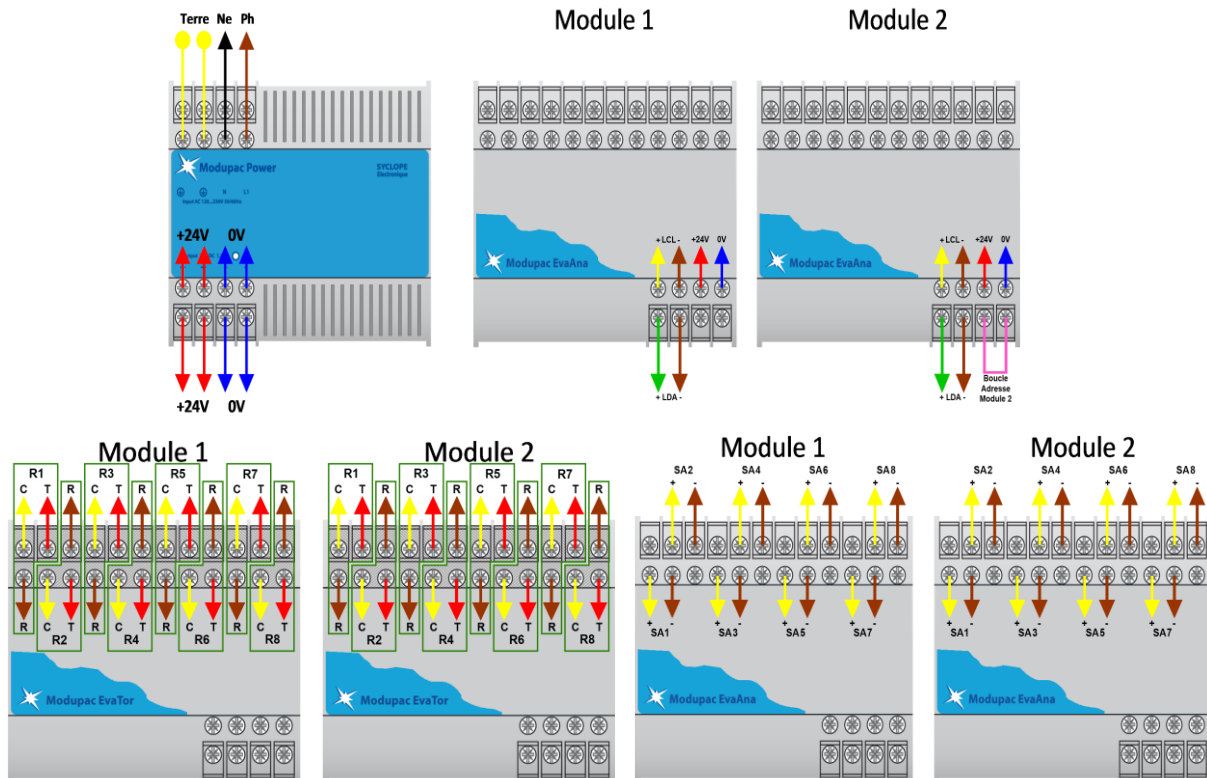 Terre Ne Ph
Module 1
Module 2
Modupac Power
SYCLOPE
Electronique
N L1
+24V 0V
+24V 0V
+ LCL - +24V 0V
Modupac EvaAna
+ LDA -
+ LCL - +24V 0V
Modupac EvaAna
+ LDA -
Boucle
Adresse
Module 2
Module 1
R1 R3 R5 R7
C T R C T R C T R C T R
R C T R C T R C T R C T
R2 R4 R6 R8
Modupac EvaTor
Module 2
R1 R3 R5 R7
C T R C T R C T R C T R
R C T R C T R C T R C T
R2 R4 R6 R8
Modupac EvaTor
Module 1
SA2 SA4 SA6 SA8
+ - + - + - + -
+ - + - + - + -
SA1 SA3 SA5 SA7
Modupac EvaAna
Module 2
SA2 SA4 SA6 SA8
+ - + - + - + -
+ - + - + - + -
SA1 SA3 SA5 SA7
Modupac EvaAna